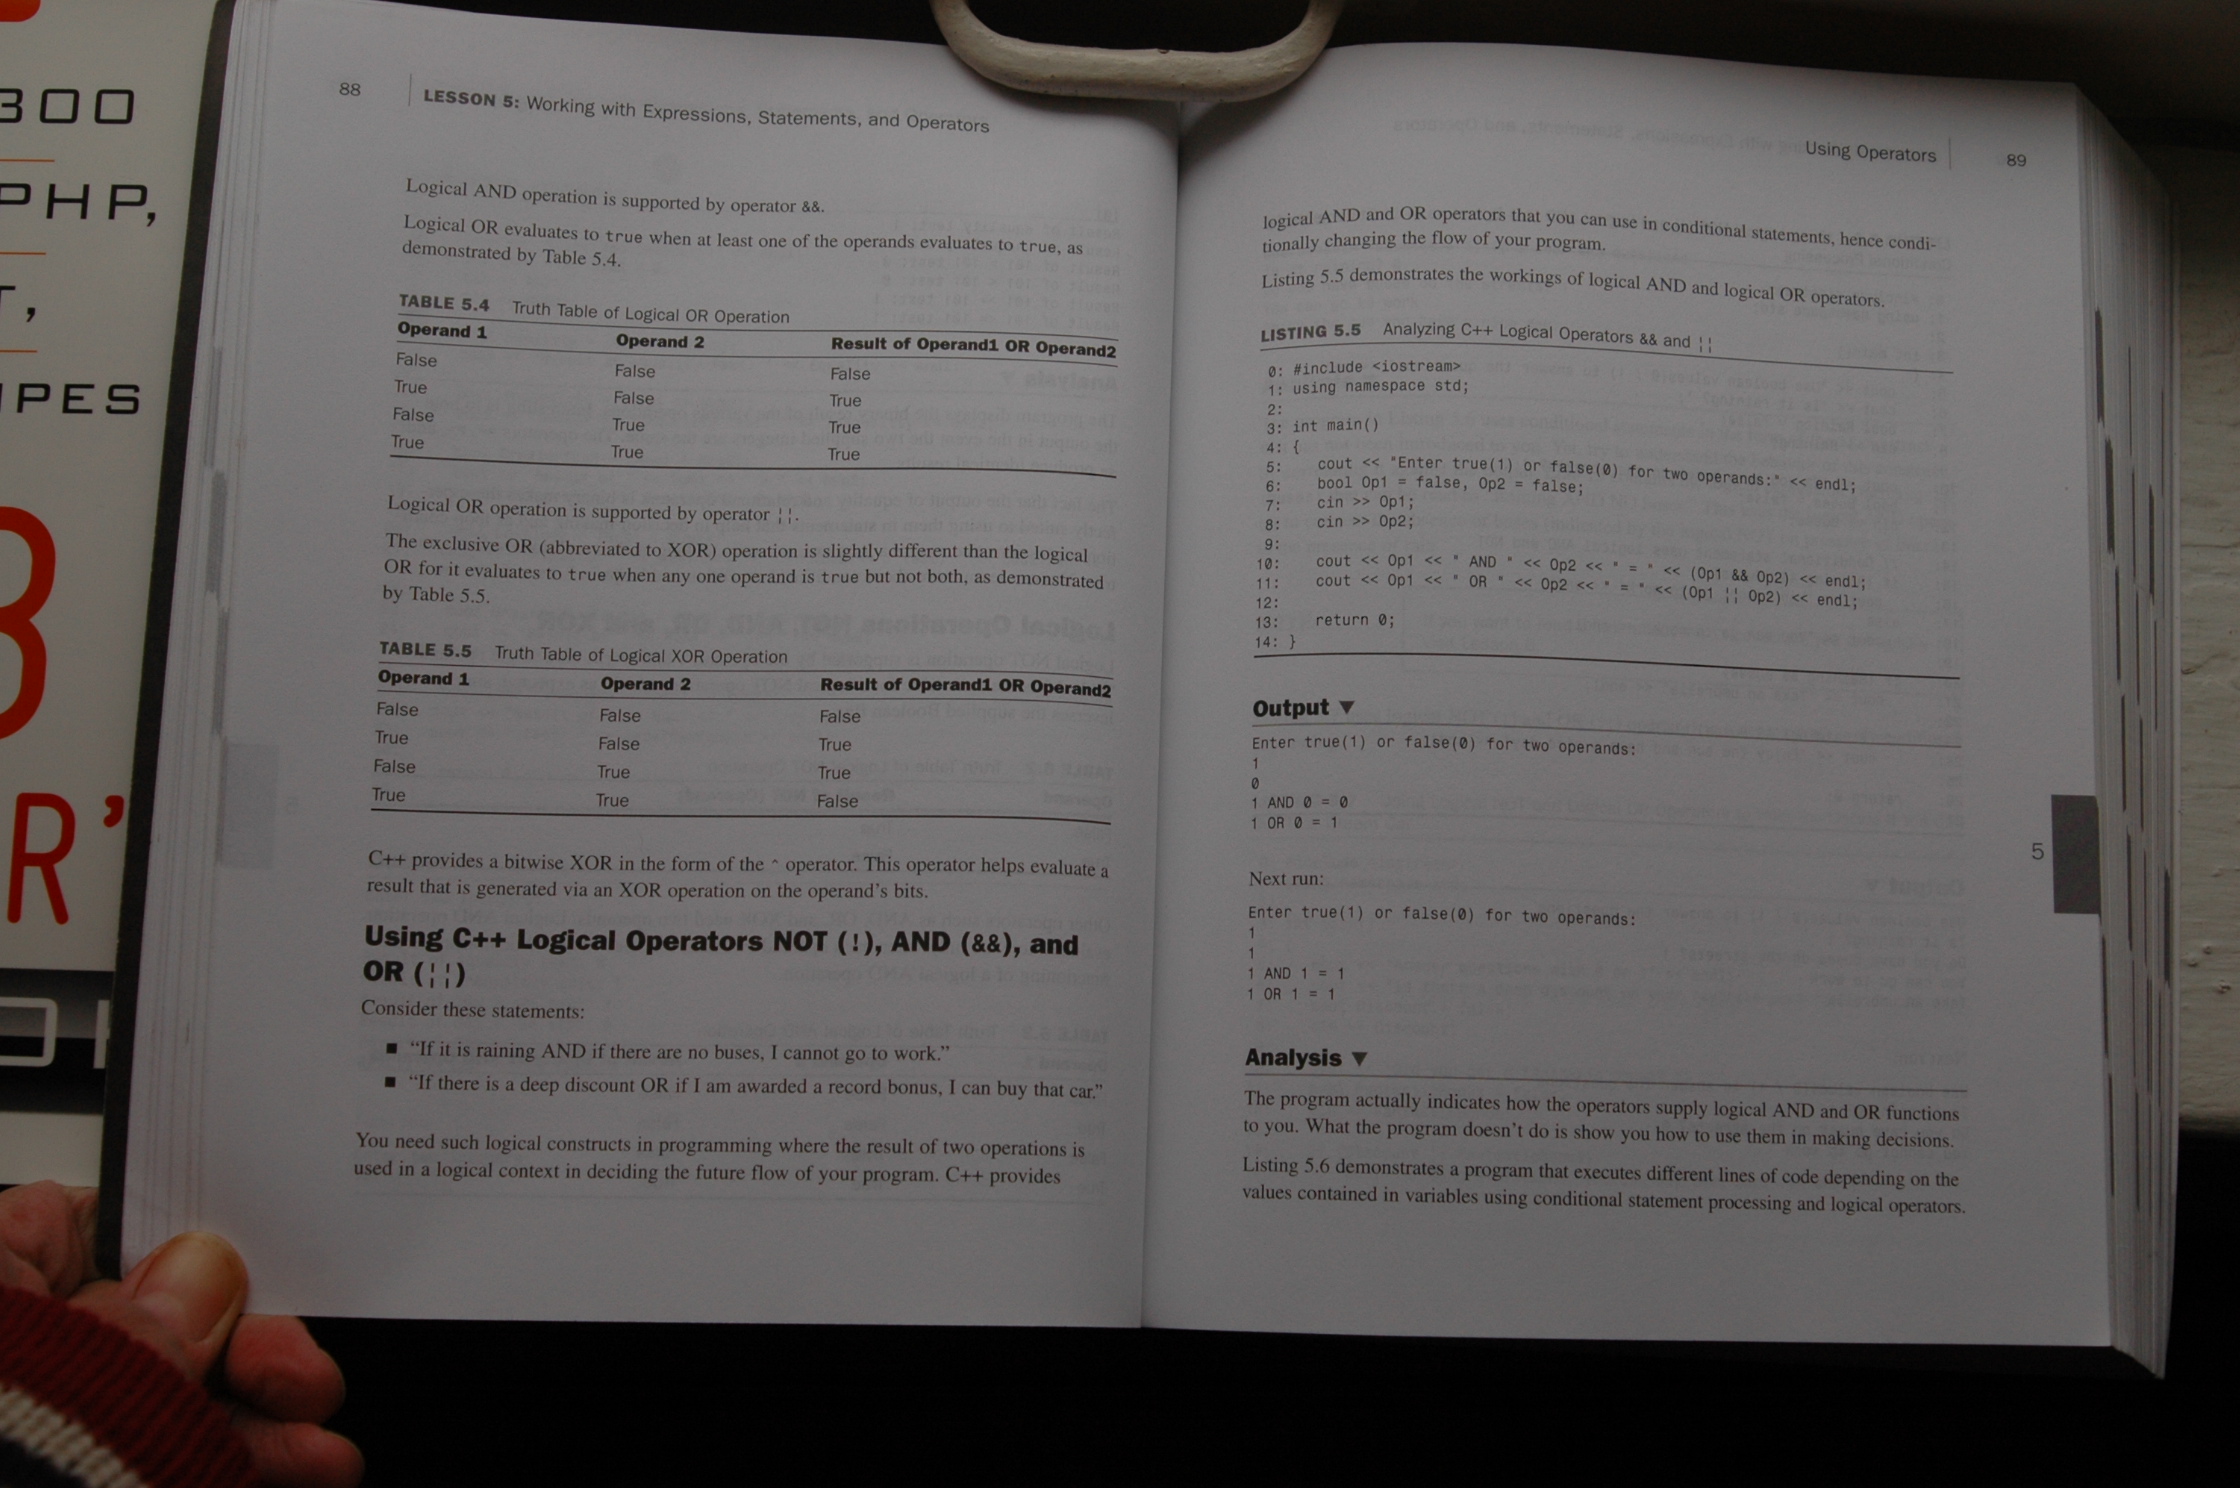 300
PHP,
T,
IPES
3
R'
88
LESSON 5: Working with Expressions, Statements, and Operators
Logical AND operation is supported by operator &&.
Logical OR evaluates to true when at least one of the operands evaluates to true, as
demonstrated by Table 5.4.
TABLE 5.4 Truth Table of Logical OR Operation
Operand 1 Operand 2 Result of Operand1 OR Operand2
False False False
True False True
False True True
True True True
Logical OR operation is supported by operator ¦¦.
The exclusive OR (abbreviated to XOR) operation is slightly different than the logical
OR for it evaluates to true when any one operand is true but not both, as demonstrated
by Table 5.5.
TABLE 5.5 Truth Table of Logical XOR Operation
Operand 1 Operand 2 Result of Operand1 OR Operand2
False False False
True False True
False True True
True True False
C++ provides a bitwise XOR in the form of the ^ operator. This operator helps evaluate a
result that is generated via an XOR operation on the operand's bits.
Using C++ Logical Operators NOT (!), AND (&&), and
OR (¦¦)
Consider these statements:
■ “If it is raining AND if there are no buses, I cannot go to work.”
■ “If there is a deep discount OR if I am awarded a record bonus, I can buy that car.”
You need such logical constructs in programming where the result of two operations is
used in a logical context in deciding the future flow of your program. C++ provides
Using Operators 89
logical AND and OR operators that you can use in conditional statements, hence condi-
tionally changing the flow of your program.
Listing 5.5 demonstrates the workings of logical AND and logical OR operators.
LISTING 5.5 Analyzing C++ Logical Operators && and ¦¦
0: #include <iostream>
1: using namespace std;
2:
3: int main()
4: {
5: cout << "Enter true(1) or false(0) for two operands:" << endl;
6: bool Op1 = false, Op2 = false;
7: cin >> Op1;
8: cin >> Op2;
9:
10: cout << Op1 << " AND " << Op2 << " = " << (Op1 && Op2) << endl;
11: cout << Op1 << " OR " << Op2 << " = " << (Op1 ¦¦ Op2) << endl;
12:
13: return 0;
14: }
Output ▼
Enter true(1) or false(0) for two operands:
1
0
1 AND 0 = 0
1 OR 0 = 1
Next run:
Enter true(1) or false(0) for two operands:
1
1
1 AND 1 = 1
1 OR 1 = 1
Analysis ▼
The program actually indicates how the operators supply logical AND and OR functions
to you. What the program doesn't do is show you how to use them in making decisions.
Listing 5.6 demonstrates a program that executes different lines of code depending on the
values contained in variables using conditional statement processing and logical operators.
5